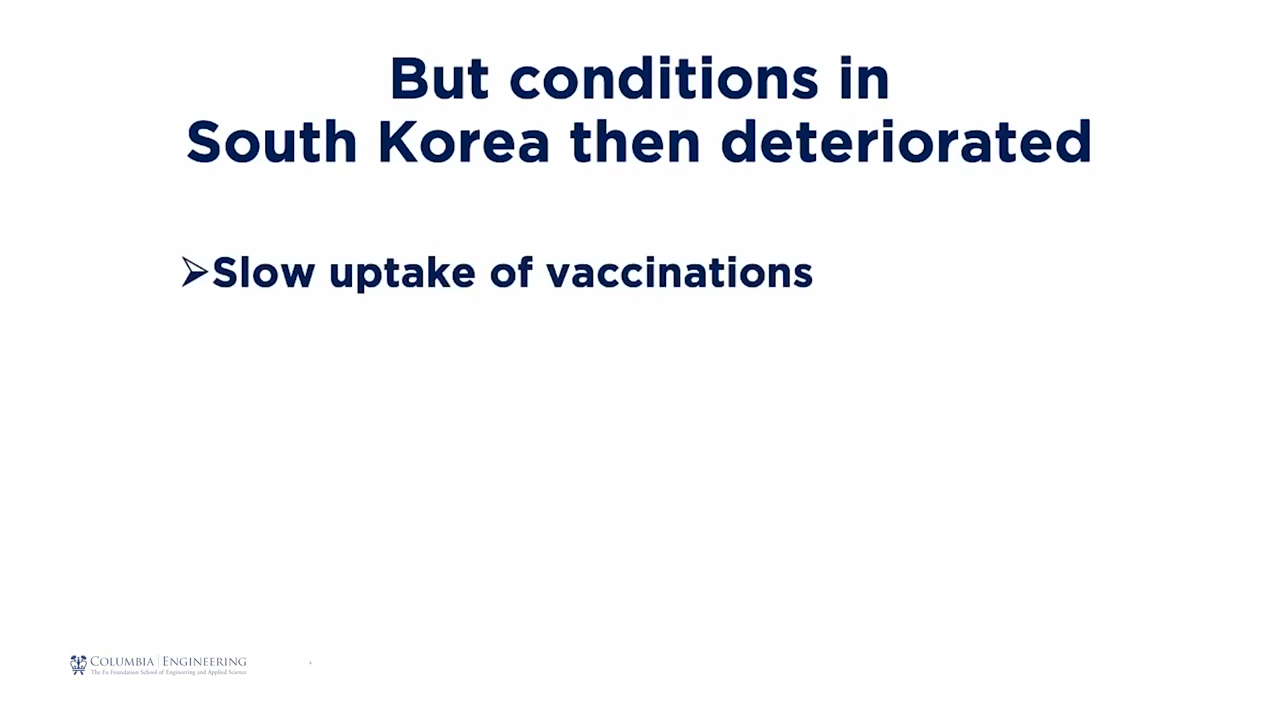 But conditions in
South Korea then deteriorated
➢Slow uptake of vaccinations
COLUMBIA | ENGINEERING
The Fu Foundation School of Engineering and Applied Science